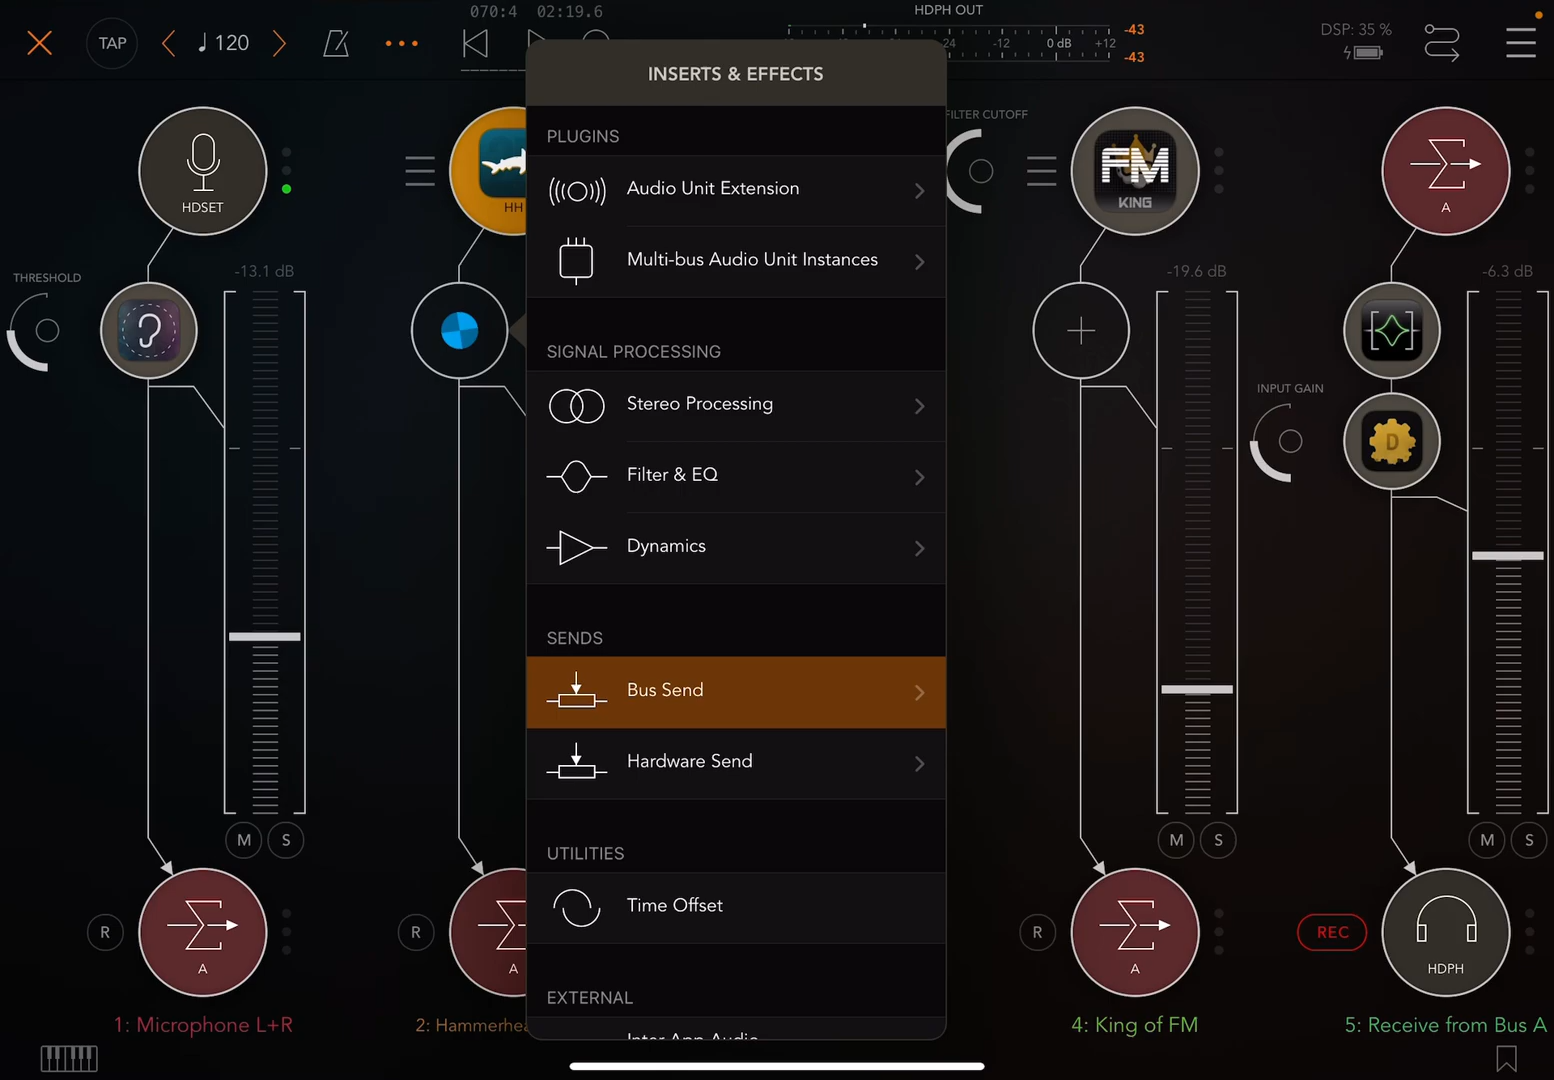 070:4 02:19.6
HDPH OUT
TAP
120
-24 -12 0 dB +12
-43
-43
DSP: 35 %
INSERTS & EFFECTS
PLUGINS
Audio Unit Extension
Multi-bus Audio Unit Instances
SIGNAL PROCESSING
Stereo Processing
Filter & EQ
Dynamics
SENDS
Bus Send
Hardware Send
UTILITIES
Time Offset
EXTERNAL
Inter App Audio
HDSET
THRESHOLD
-13.1 dB
M S
R
A
1: Microphone L+R
HH
R
A
2: Hammerhe
FILTER CUTOFF
FM
KING
-19.6 dB
M S
R
A
4: King of FM
A
-6.3 dB
INPUT GAIN
D
M S
REC
HDPH
5: Receive from Bus A